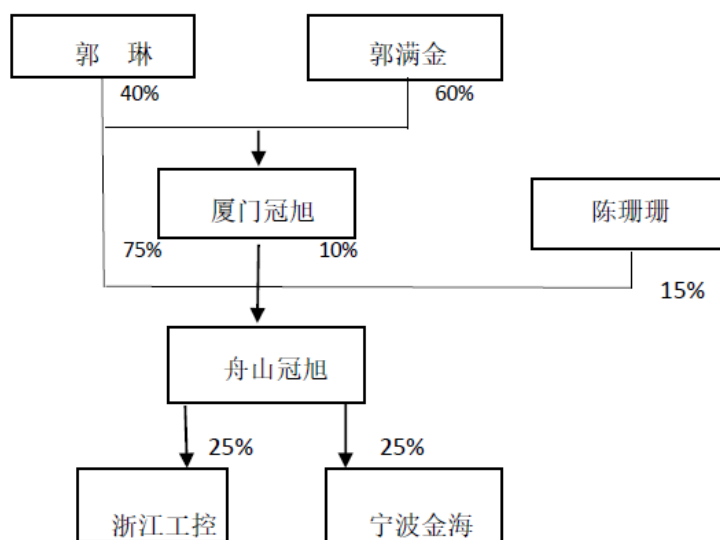 郭 琳
郭满金
40%
60%
厦门冠旭
陈珊珊
75%
10%
15%
舟山冠旭
25%
25%
浙江工控
宁波金海